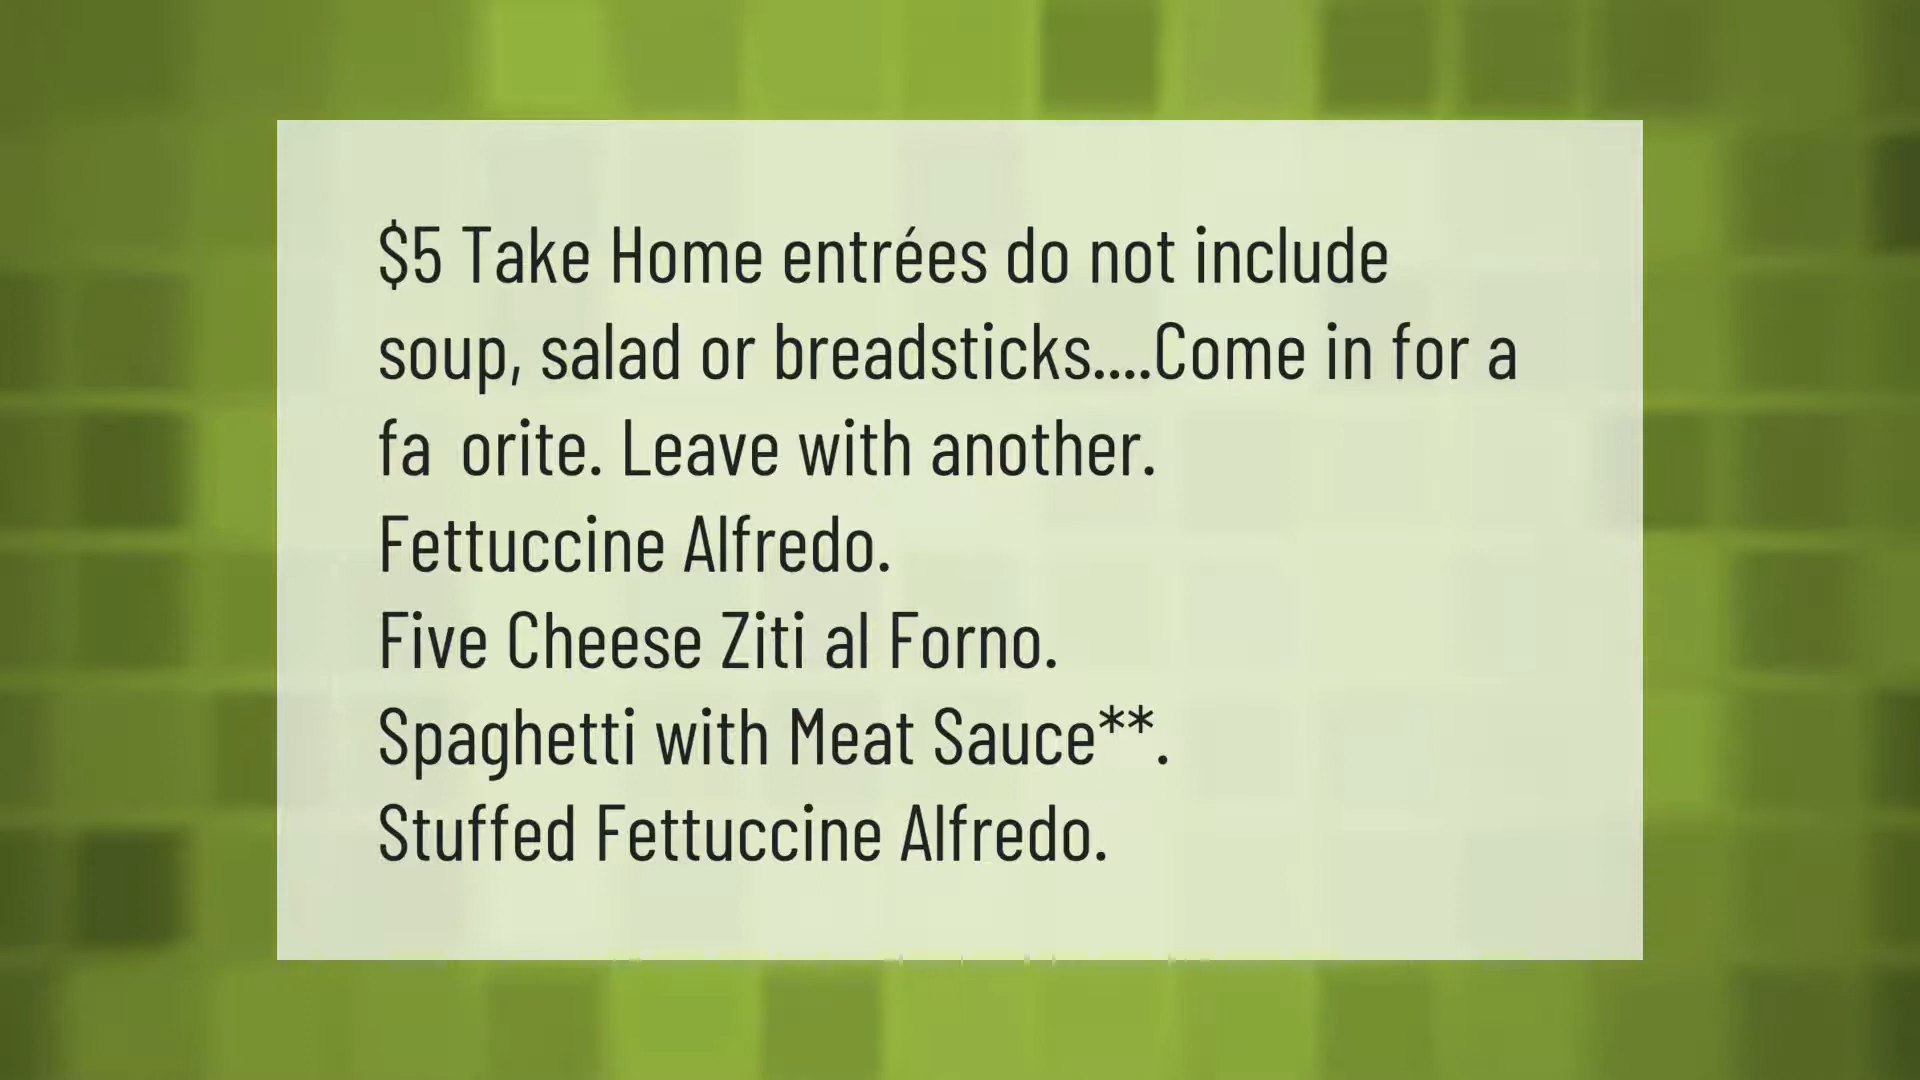 $5 Take Home entrées do not include
soup, salad or breadsticks....Come in for a
fa orite. Leave with another.
Fettuccine Alfredo.
Five Cheese Ziti al Forno.
Spaghetti with Meat Sauce**.
Stuffed Fettuccine Alfredo.